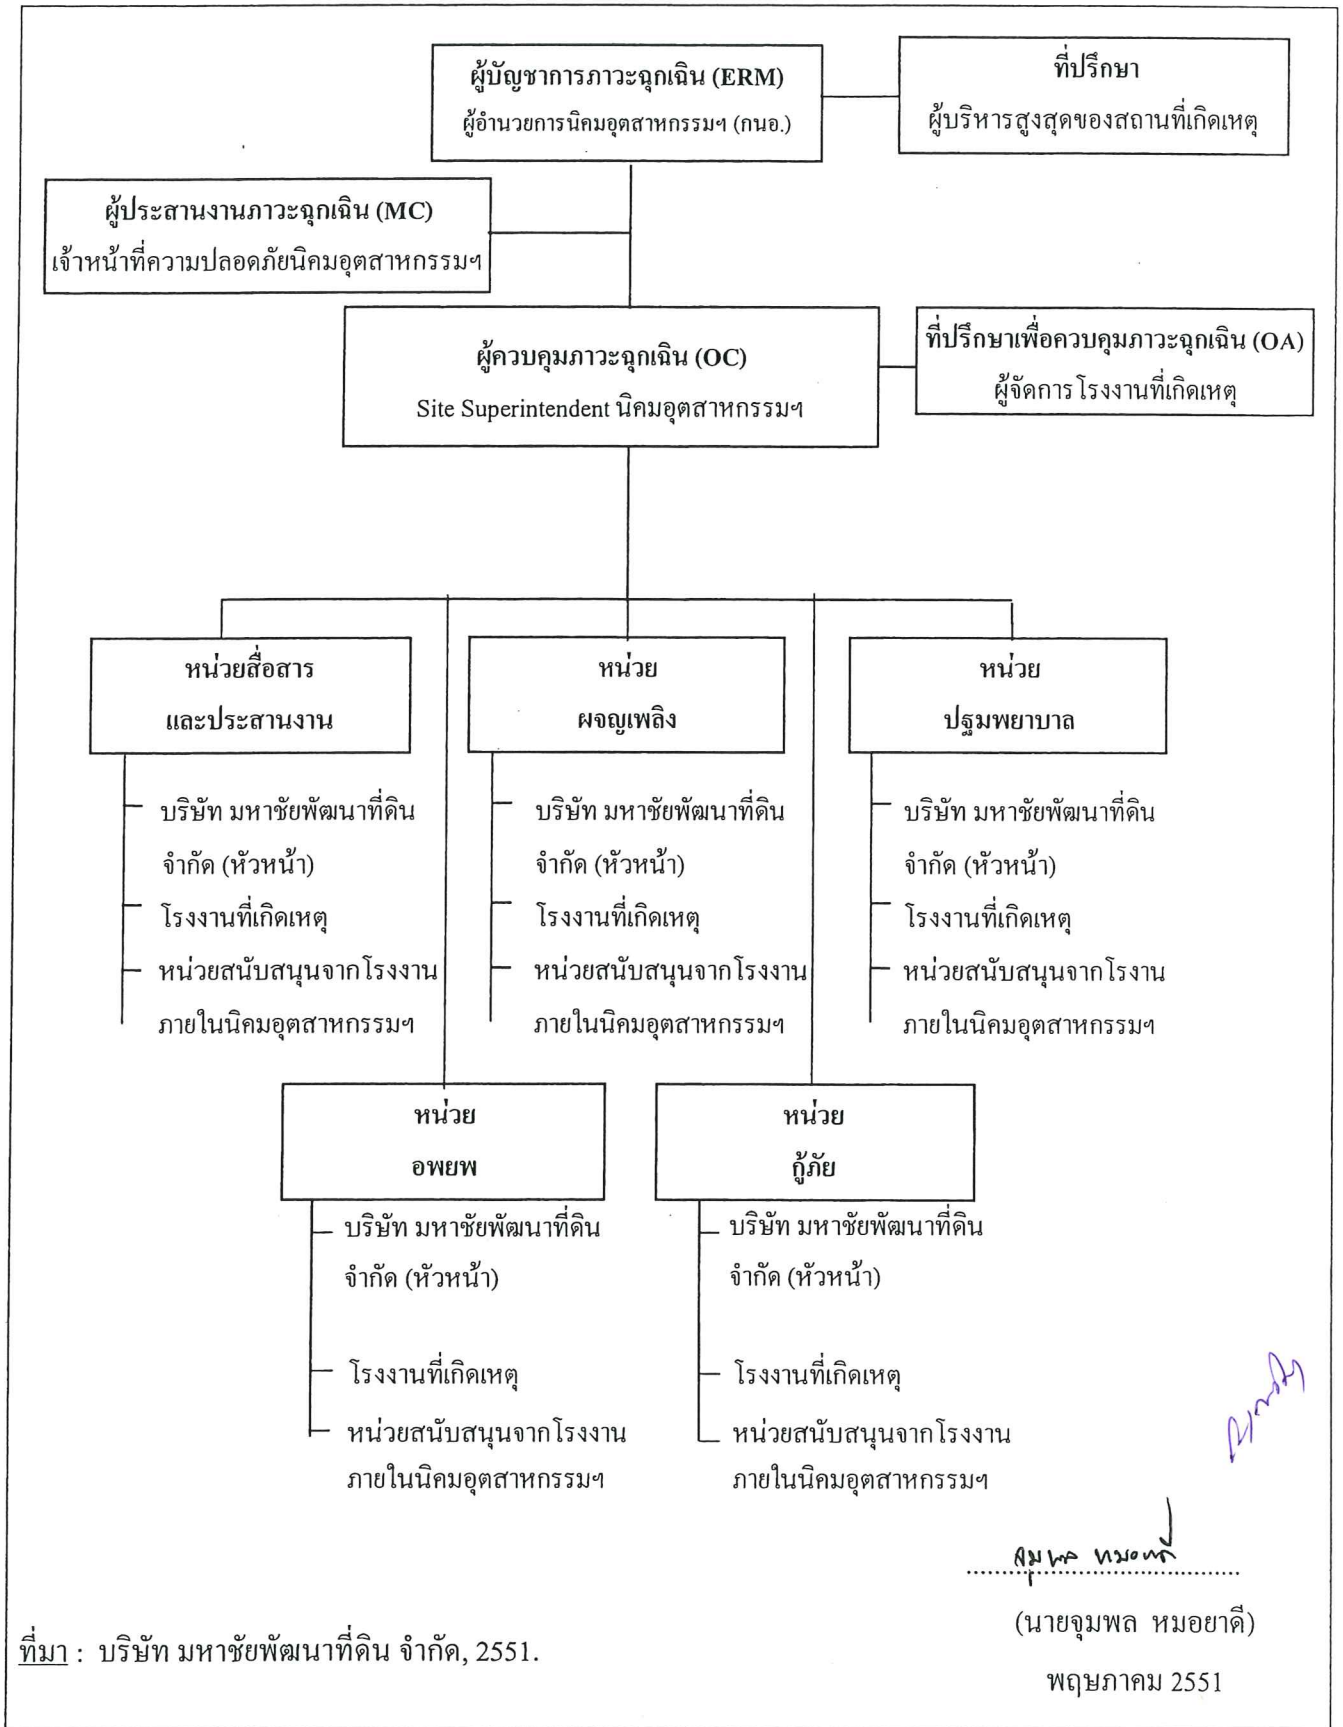 ผู้บัญชาการภาวะฉุกเฉิน (ERM)
ผู้อำนวยการนิคมอุตสาหกรรมฯ (กนอ.)
ที่ปรึกษา
ผู้บริหารสูงสุดของสถานที่เกิดเหตุ
ผู้ประสานงานภาวะฉุกเฉิน (MC)
เจ้าหน้าที่ความปลอดภัยนิคมอุตสาหกรรมฯ
ผู้ควบคุมภาวะฉุกเฉิน (OC)
Site Superintendent นิคมอุตสาหกรรมฯ
ที่ปรึกษาเพื่อควบคุมภาวะฉุกเฉิน (OA)
ผู้จัดการโรงงานที่เกิดเหตุ
หน่วยสื่อสาร
และประสานงาน
บริษัท มหาชัยพัฒนาที่ดิน
จำกัด (หัวหน้า)
โรงงานที่เกิดเหตุ
หน่วยสนับสนุนจากโรงงาน
ภายในนิคมอุตสาหกรรมฯ
หน่วย
ผจญเพลิง
บริษัท มหาชัยพัฒนาที่ดิน
จำกัด (หัวหน้า)
โรงงานที่เกิดเหตุ
หน่วยสนับสนุนจากโรงงาน
ภายในนิคมอุตสาหกรรมฯ
หน่วย
ปฐมพยาบาล
บริษัท มหาชัยพัฒนาที่ดิน
จำกัด (หัวหน้า)
โรงงานที่เกิดเหตุ
หน่วยสนับสนุนจากโรงาน
ภายในนิคมอุตสาหกรรมฯ
หน่วย
อพยพ
บริษัท มหาชัยพัฒนาที่ดิน
จำกัด (หัวหน้า)
โรงงานที่เกิดเหตุ
หน่วยสนับสนุนจากโรงงาน
ภายในนิคมอุตสาหกรรมฯ
หน่วย
กู้ภัย
บริษัท มหาชัยพัฒนาที่ดิน
จำกัด (หัวหน้า)
โรงงานที่เกิดเหตุ
หน่วยสนับสนุนจากโรงงาน
ภายในนิคมอุตสาหกรรมฯ
จุมพล หมอยาดี
(นายจุมพล หมอยาดี)
พฤษภาคม 2551
ที่มา : บริษัท มหาชัยพัฒนาที่ดิน จำกัด, 2551.